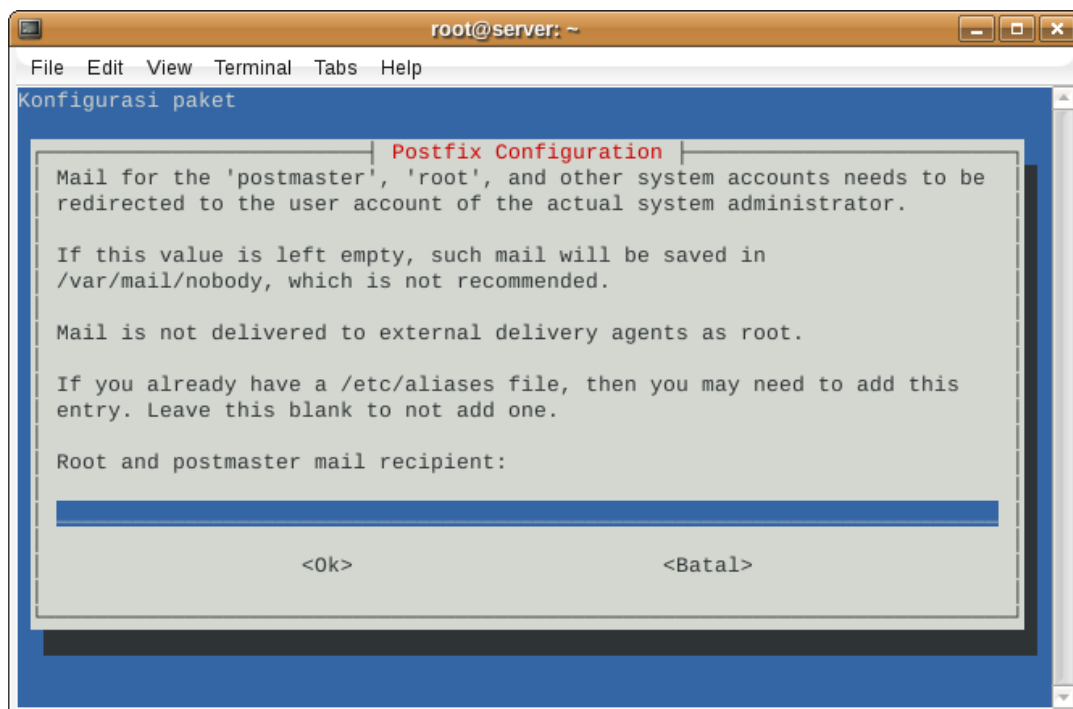 root@server: ~
File Edit View Terminal Tabs Help
Konfigurasi paket
Postfix Configuration
Mail for the 'postmaster', 'root', and other system accounts needs to be
redirected to the user account of the actual system administrator.
If this value is left empty, such mail will be saved in
/var/mail/nobody, which is not recommended.
Mail is not delivered to external delivery agents as root.
If you already have a /etc/aliases file, then you may need to add this
entry. Leave this blank to not add one.
Root and postmaster mail recipient:
<Ok> <Batal>